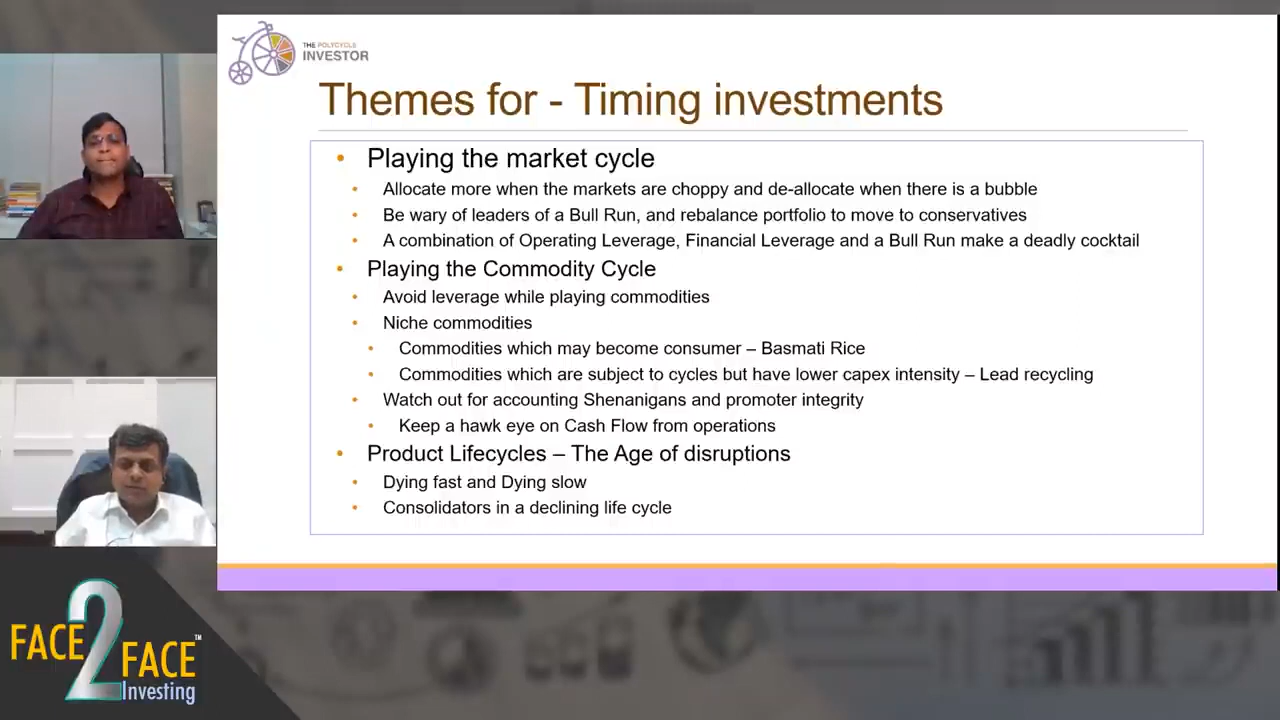 THE POLYCYCLE
INVESTOR
Themes for - Timing investments
• Playing the market cycle
• Allocate more when the markets are choppy and de-allocate when there is a bubble
• Be wary of leaders of a Bull Run, and rebalance portfolio to move to conservatives
• A combination of Operating Leverage, Financial Leverage and a Bull Run make a deadly cocktail
• Playing the Commodity Cycle
• Avoid leverage while playing commodities
• Niche commodities
• Commodities which may become consumer – Basmati Rice
• Commodities which are subject to cycles but have lower capex intensity – Lead recycling
• Watch out for accounting Shenanigans and promoter integrity
• Keep a hawk eye on Cash Flow from operations
• Product Lifecycles – The Age of disruptions
• Dying fast and Dying slow
• Consolidators in a declining life cycle
FACE 2 FACE ™
Investing